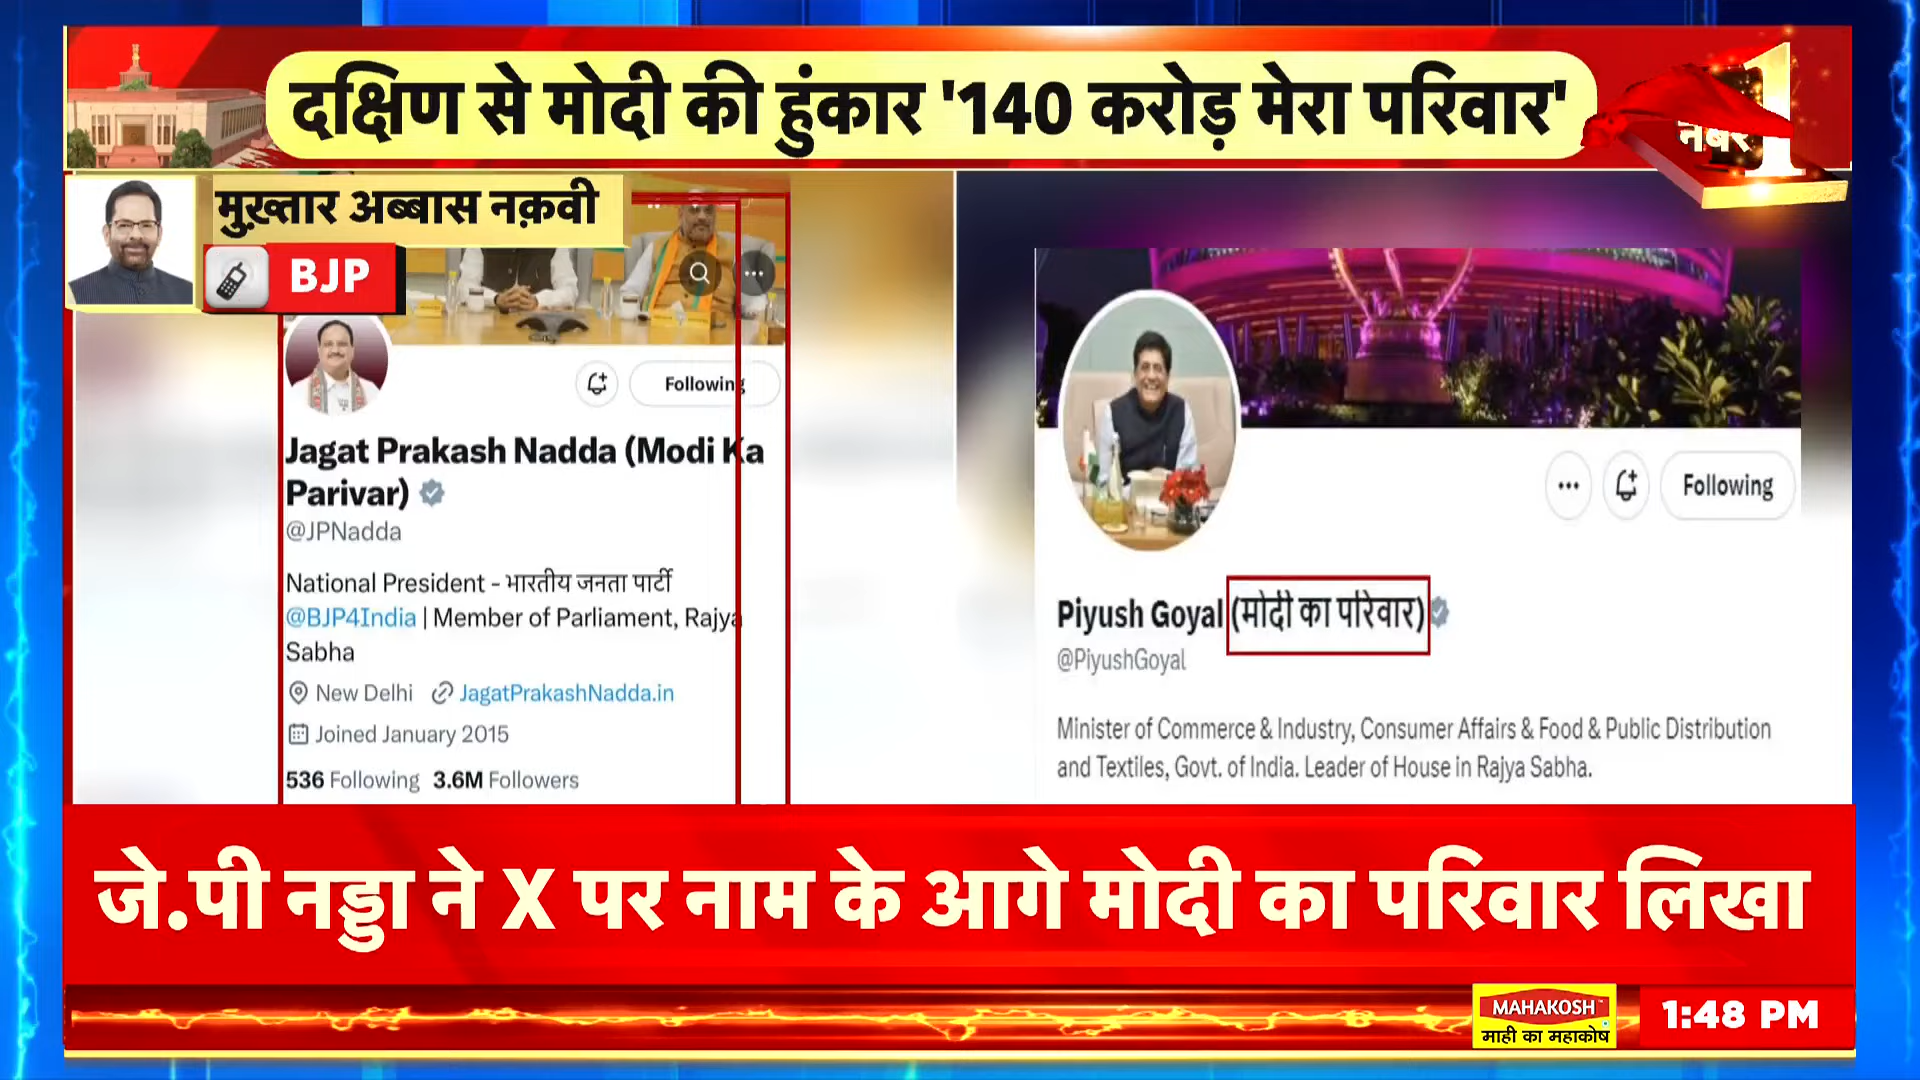 दक्षिण से मोदी की हुंकार '140 करोड़ मेरा परिवार'
नंबर 1
मुख़्तार अब्बास नक़वी
BJP
Following
Jagat Prakash Nadda (Modi Ka
Parivar)
@JPNadda
National President - भारतीय जनता पार्टी
@BJP4India | Member of Parliament, Rajya
Sabha
New Delhi JagatPrakashNadda.in
Joined January 2015
536 Following 3.6M Followers
Following
Piyush Goyal (मोदी का परिवार)
@PiyushGoyal
Minister of Commerce & Industry, Consumer Affairs & Food & Public Distribution
and Textiles, Govt. of India. Leader of House in Rajya Sabha.
जे.पी नड्डा ने X पर नाम के आगे मोदी का परिवार लिखा
MAHAKOSH
माही का महाकोष
1:48 PM